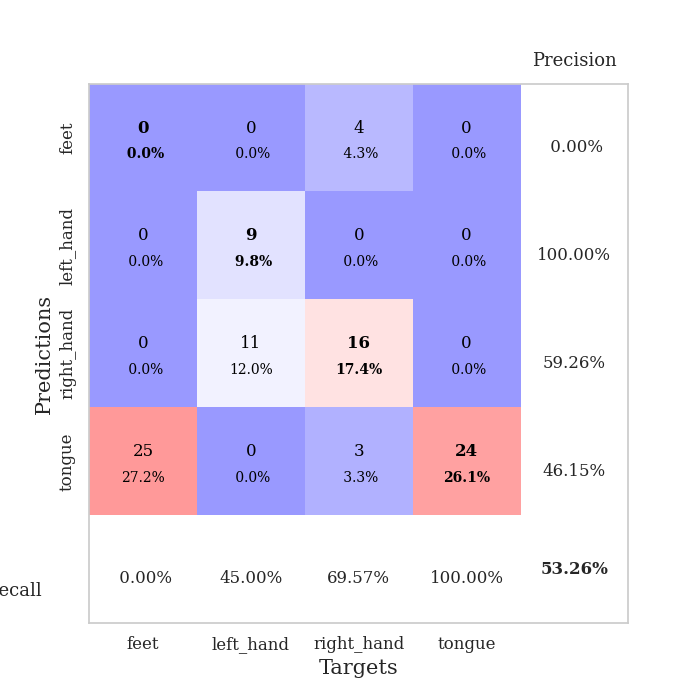 Precision
feet
0 0 4 0
0.0% 0.0% 4.3% 0.0%
0.00%
left_hand
0 9 0 0
0.0% 9.8% 0.0% 0.0%
100.00%
right_hand
0 11 16 0
0.0% 12.0% 17.4% 0.0%
59.26%
tongue
25 0 3 24
27.2% 0.0% 3.3% 26.1%
46.15%
Predictions
ecall
0.00% 45.00% 69.57% 100.00%
53.26%
feet left_hand right_hand tongue
Targets